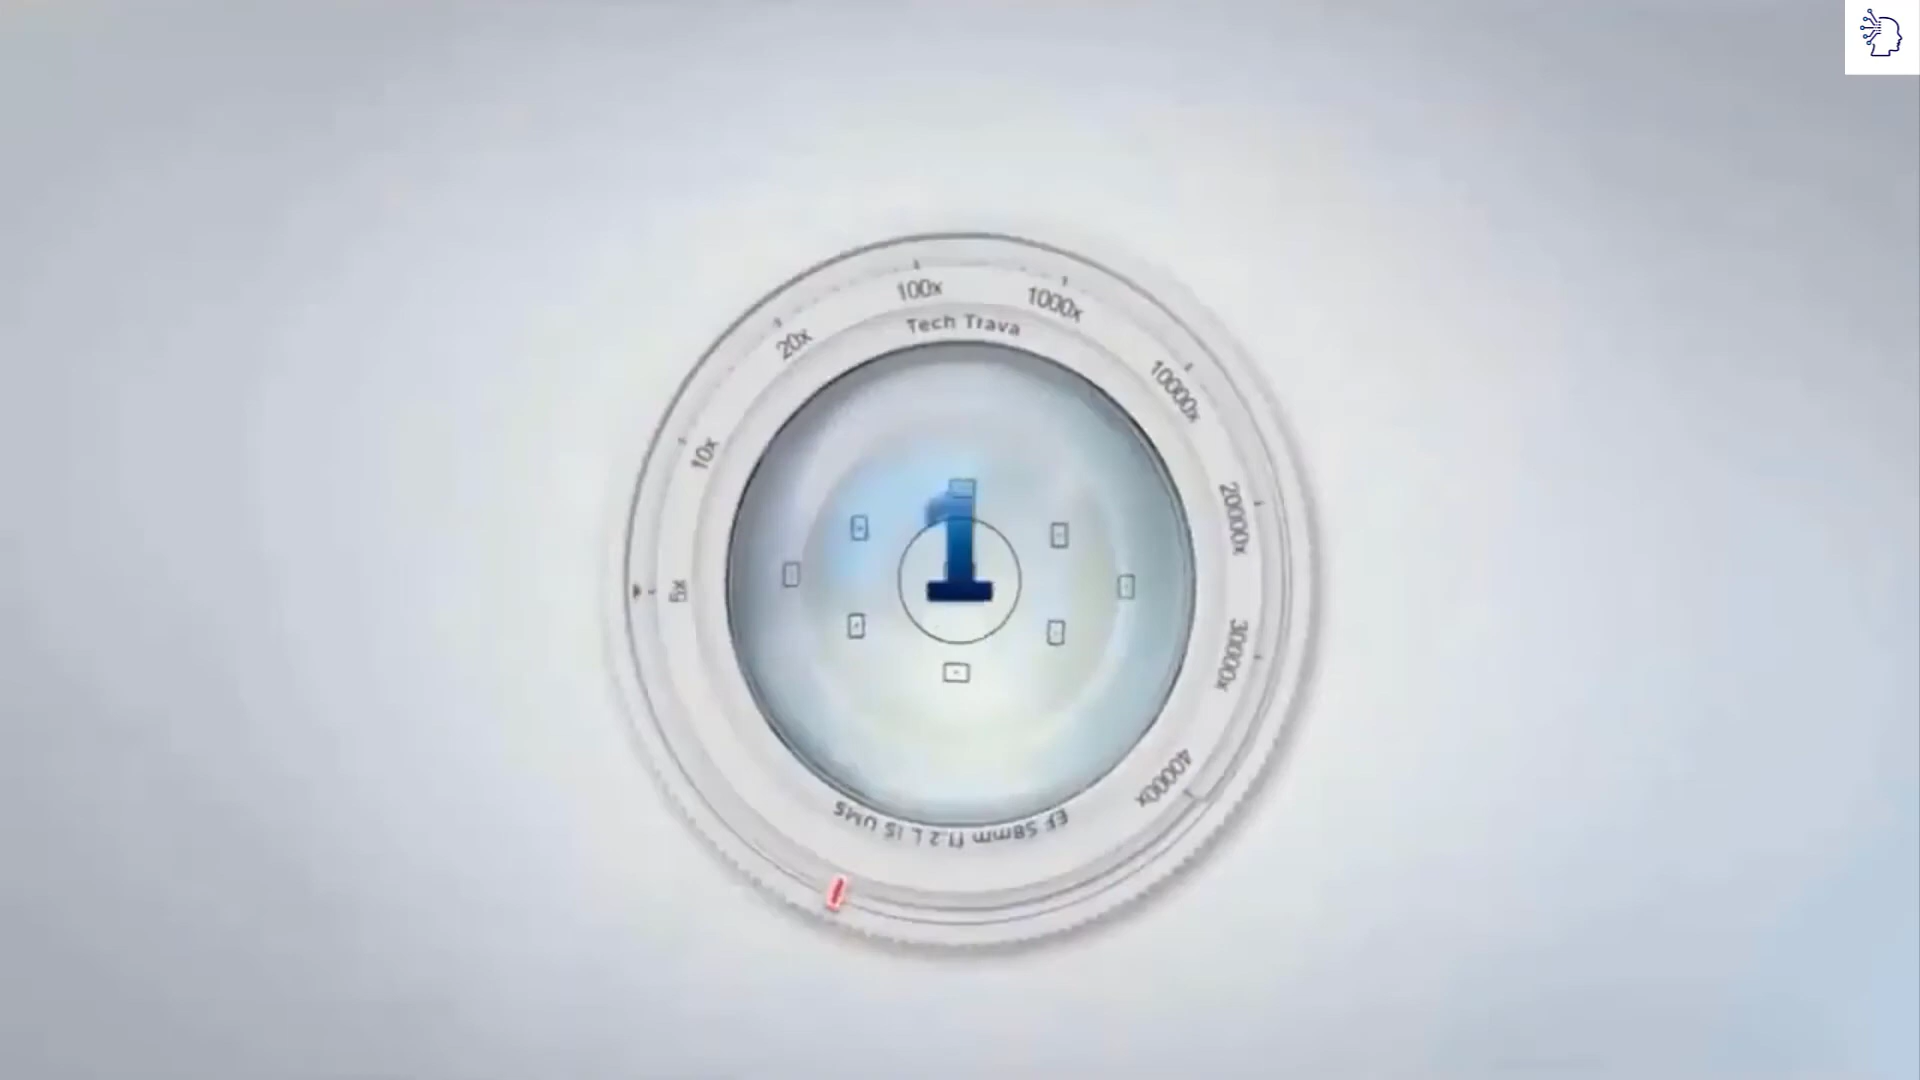 100x
1000x
Tech Trava
20x
10000x
10x
20000x
1
5x
30000x
40000x
EF 58mm f1.2 L IS UMS